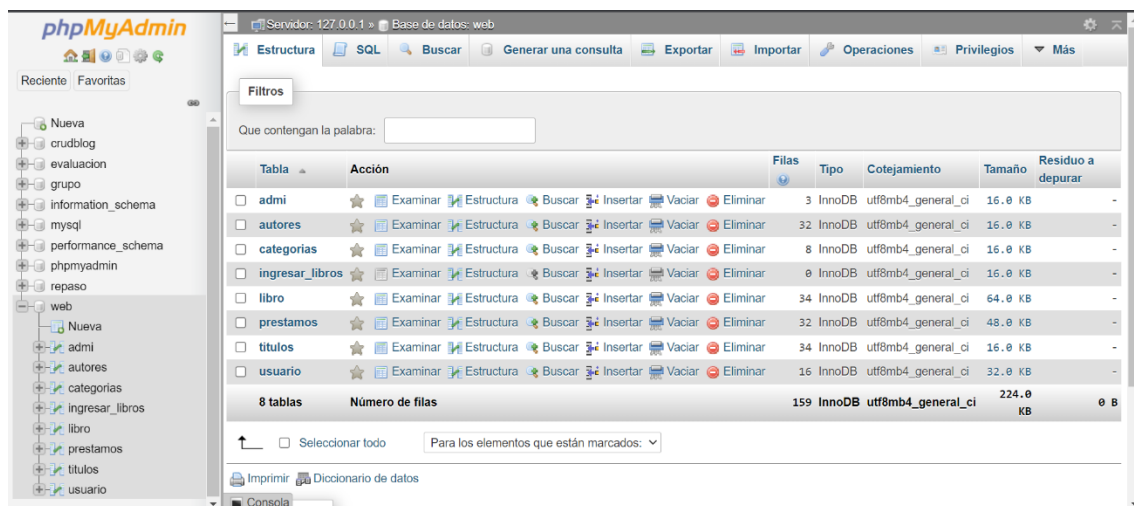 phpMyAdmin
Reciente Favoritas
Nueva
crudblog
evaluacion
grupo
information_schema
mysql
performance_schema
phpmyadmin
repaso
web
Nueva
admi
autores
categorias
ingresar_libros
libro
prestamos
titulos
usuario
Servidor: 127.0.0.1 » Base de datos: web
Estructura SQL Buscar Generar una consulta Exportar Importar Operaciones Privilegios Más
Filtros
Que contengan la palabra:
Tabla Acción Filas Tipo Cotejamiento Tamaño Residuo a depurar
admi Examinar Estructura Buscar Insertar Vaciar Eliminar 3 InnoDB utf8mb4_general_ci 16.0 KB -
autores Examinar Estructura Buscar Insertar Vaciar Eliminar 32 InnoDB utf8mb4_general_ci 16.0 KB -
categorias Examinar Estructura Buscar Insertar Vaciar Eliminar 8 InnoDB utf8mb4_general_ci 16.0 KB -
ingresar_libros Examinar Estructura Buscar Insertar Vaciar Eliminar 0 InnoDB utf8mb4_general_ci 16.0 KB -
libro Examinar Estructura Buscar Insertar Vaciar Eliminar 34 InnoDB utf8mb4_general_ci 64.0 KB -
prestamos Examinar Estructura Buscar Insertar Vaciar Eliminar 32 InnoDB utf8mb4_general_ci 48.0 KB -
titulos Examinar Estructura Buscar Insertar Vaciar Eliminar 34 InnoDB utf8mb4_general_ci 16.0 KB -
usuario Examinar Estructura Buscar Insertar Vaciar Eliminar 16 InnoDB utf8mb4_general_ci 32.0 KB -
8 tablas Número de filas 159 InnoDB utf8mb4_general_ci 224.0 KB 0 B
Seleccionar todo Para los elementos que están marcados:
Imprimir Diccionario de datos
Consola